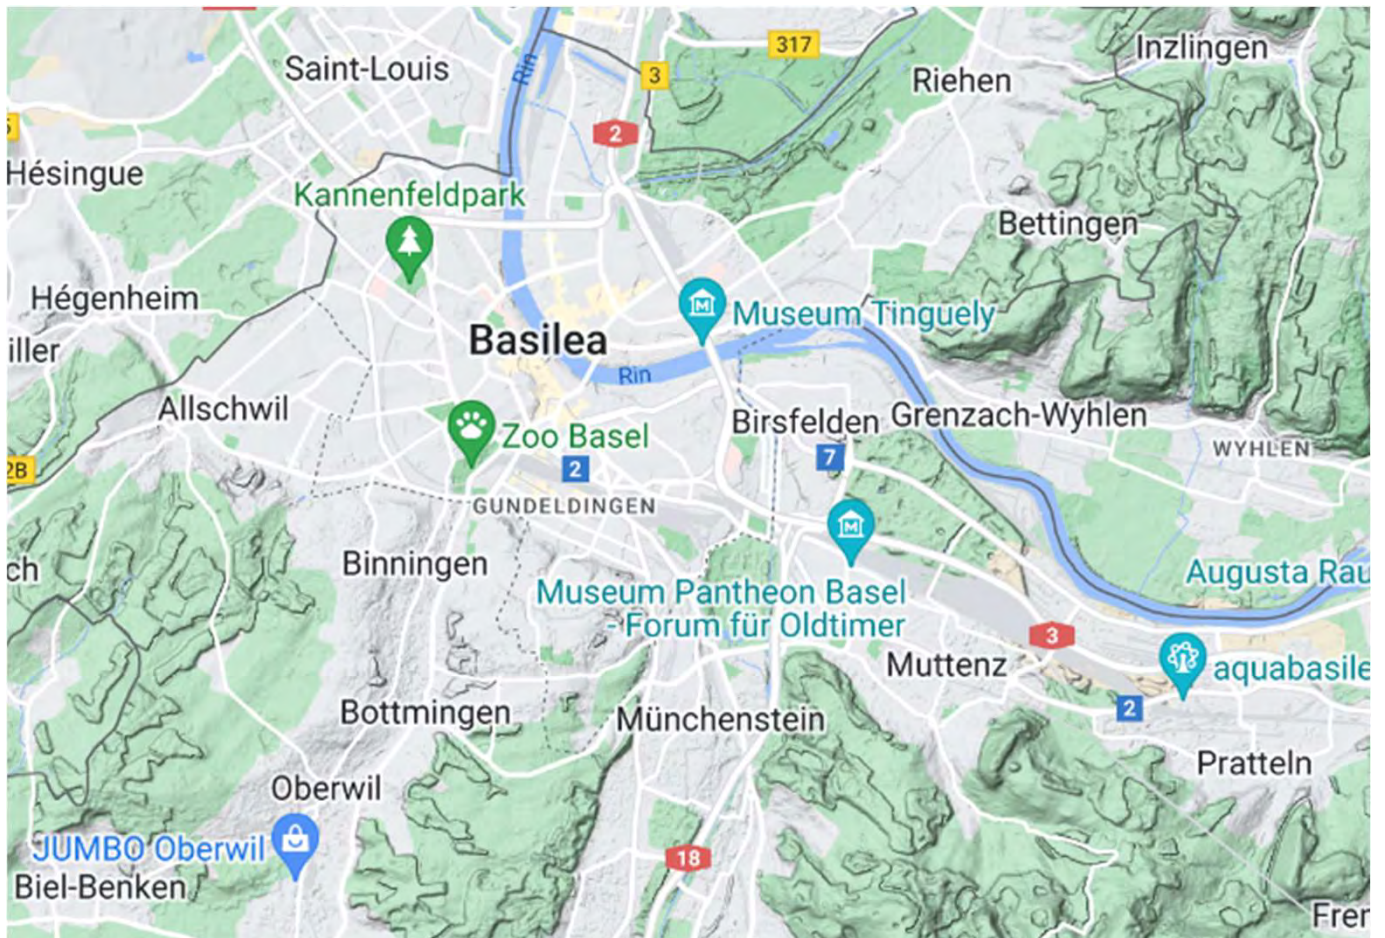 317
Inzlingen
Rin
Saint-Louis
3
Riehen
2
5
Hésingue
Kannenfeldpark
Bettingen
Hégenheim
Museum Tinguely
iller
Basilea
Rin
Allschwil
Birsfelden
Grenzach-Wyhlen
Zoo Basel
WYHLEN
2B
2
7
GUNDELDINGEN
ch
Binningen
Museum Pantheon Basel
- Forum für Oldtimer
Augusta Rau
3
Muttenz
aquabasile
2
Bottmingen
Münchenstein
Pratteln
Oberwil
JUMBO Oberwil
18
Biel-Benken
Fren